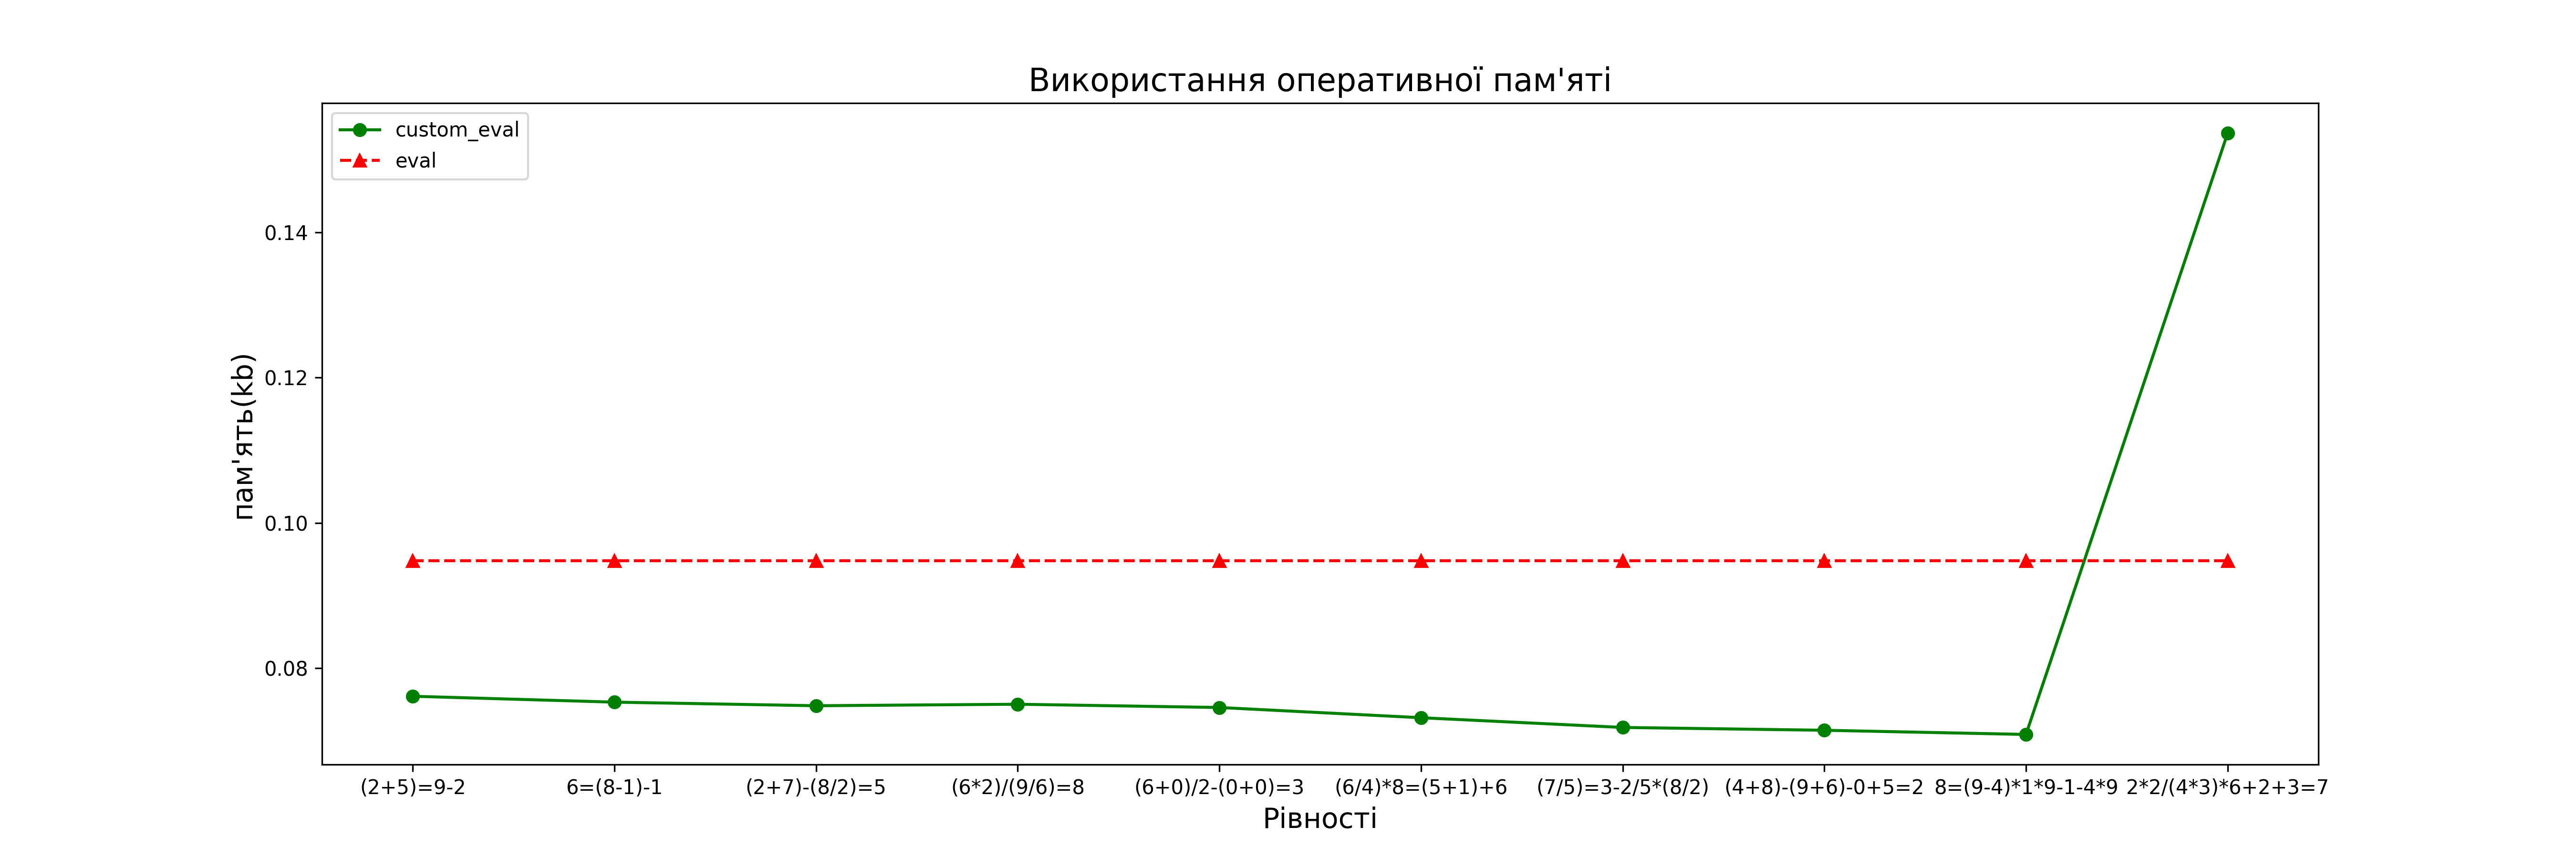 Використання оперативної пам'яті
custom_eval
eval
0.14
0.12
0.10
0.08
пам'ять(kb)
(2+5)=9-2 6=(8-1)-1 (2+7)-(8/2)=5 (6*2)/(9/6)=8 (6+0)/2-(0+0)=3 (6/4)*8=(5+1)+6 (7/5)=3-2/5*(8/2) (4+8)-(9+6)-0+5=2 8=(9-4)*1*9-1-4*9 2*2/(4*3)*6+2+3=7
Рівності